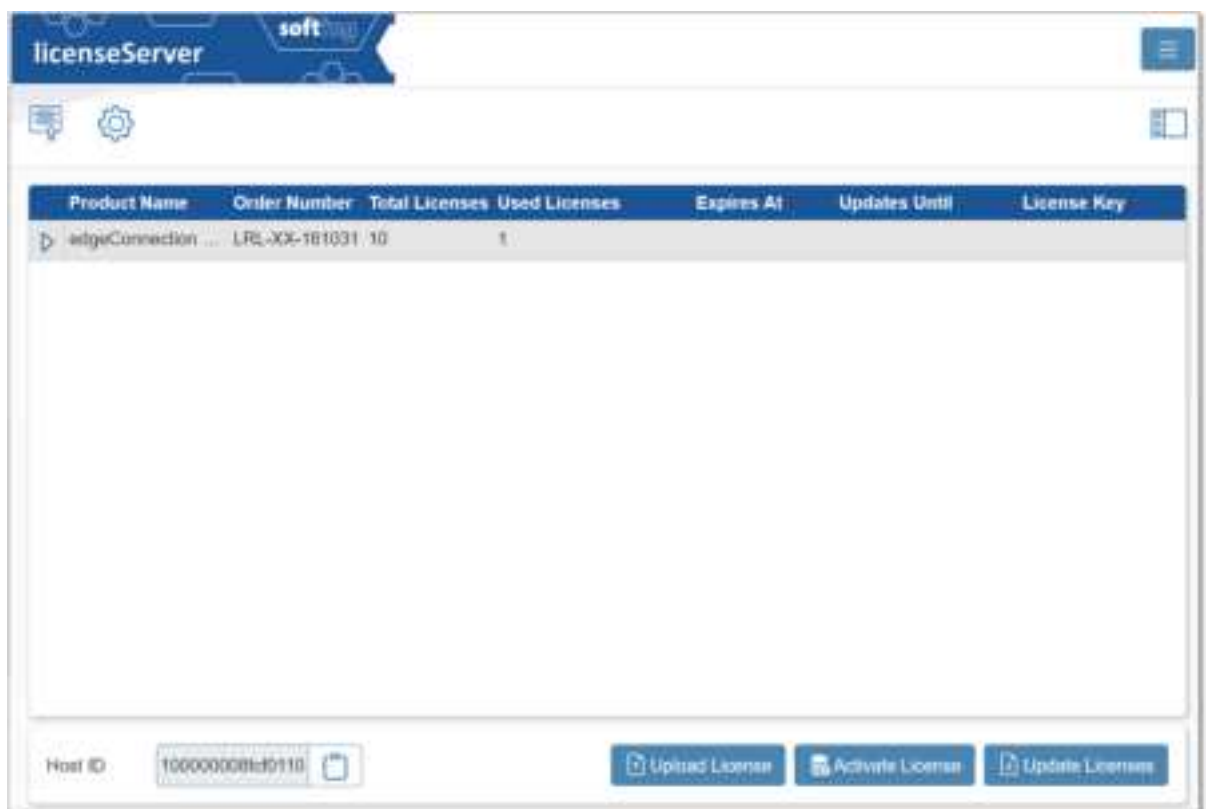 licenseServer
soft
Product Name Order Number Total Licenses Used Licenses Expires At Updates Until License Key
edgeConnection ... LRL-XX-161031 10 1
Host ID
Upload License Activate License Update Licenses